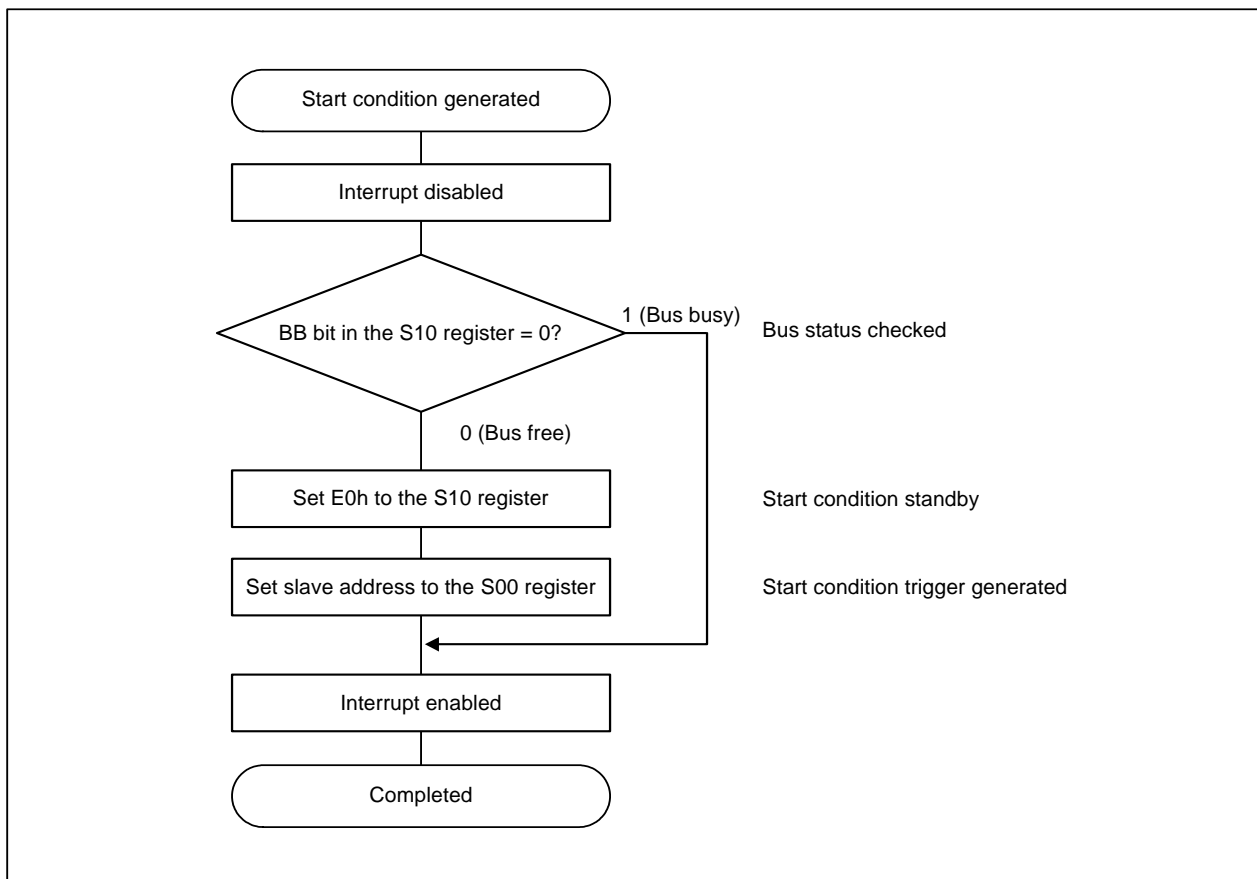 Start condition generated
Interrupt disabled
1 (Bus busy)
BB bit in the S10 register = 0?
Bus status checked
0 (Bus free)
Set E0h to the S10 register
Start condition standby
Set slave address to the S00 register
Start condition trigger generated
Interrupt enabled
Completed